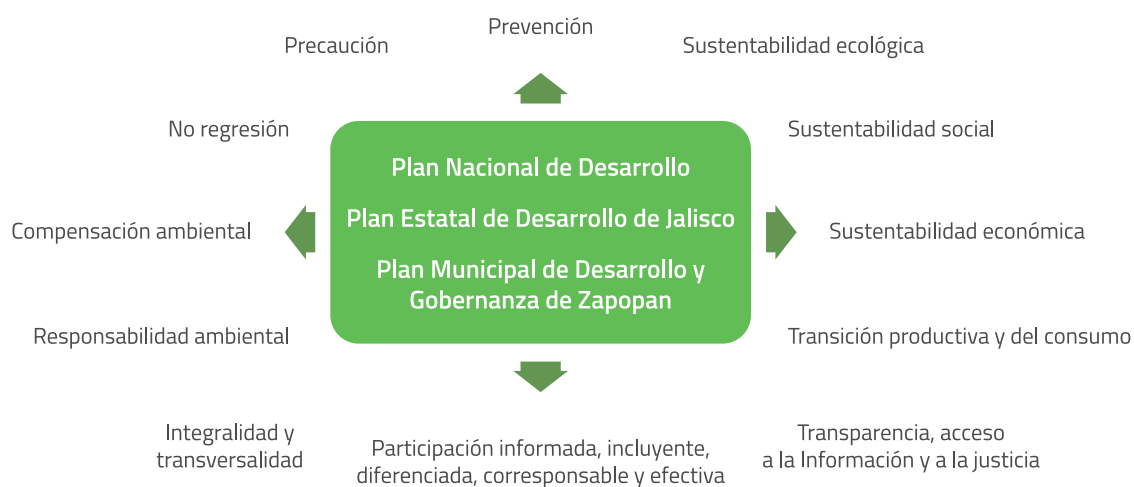 Prevención
Precaución
Sustentabilidad ecológica
No regresión
Sustentabilidad social
Plan Nacional de Desarrollo
Plan Estatal de Desarrollo de Jalisco
Plan Municipal de Desarrollo y
Gobernanza de Zapopan
Compensación ambiental
Sustentabilidad económica
Responsabilidad ambiental
Transición productiva y del consumo
Integralidad y
transversalidad
Participación informada, incluyente,
diferenciada, corresponsable y efectiva
Transparencia, acceso
a la Información y a la justicia